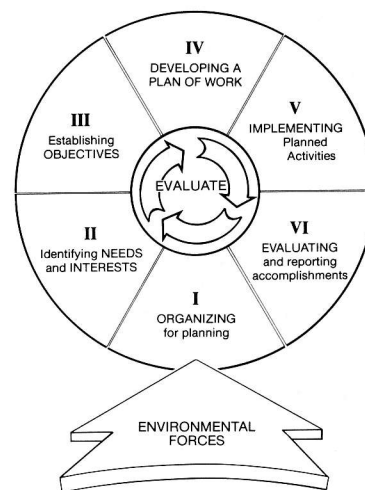 IV
DEVELOPING A
PLAN OF WORK
III
Establishing
OBJECTIVES
V
IMPLEMENTING
Planned
Activities
EVALUATE
II
Identifying NEEDS
and INTERESTS
VI
EVALUATING
and reporting
accomplishments
I
ORGANIZING
for planning
ENVIRONMENTAL
FORCES